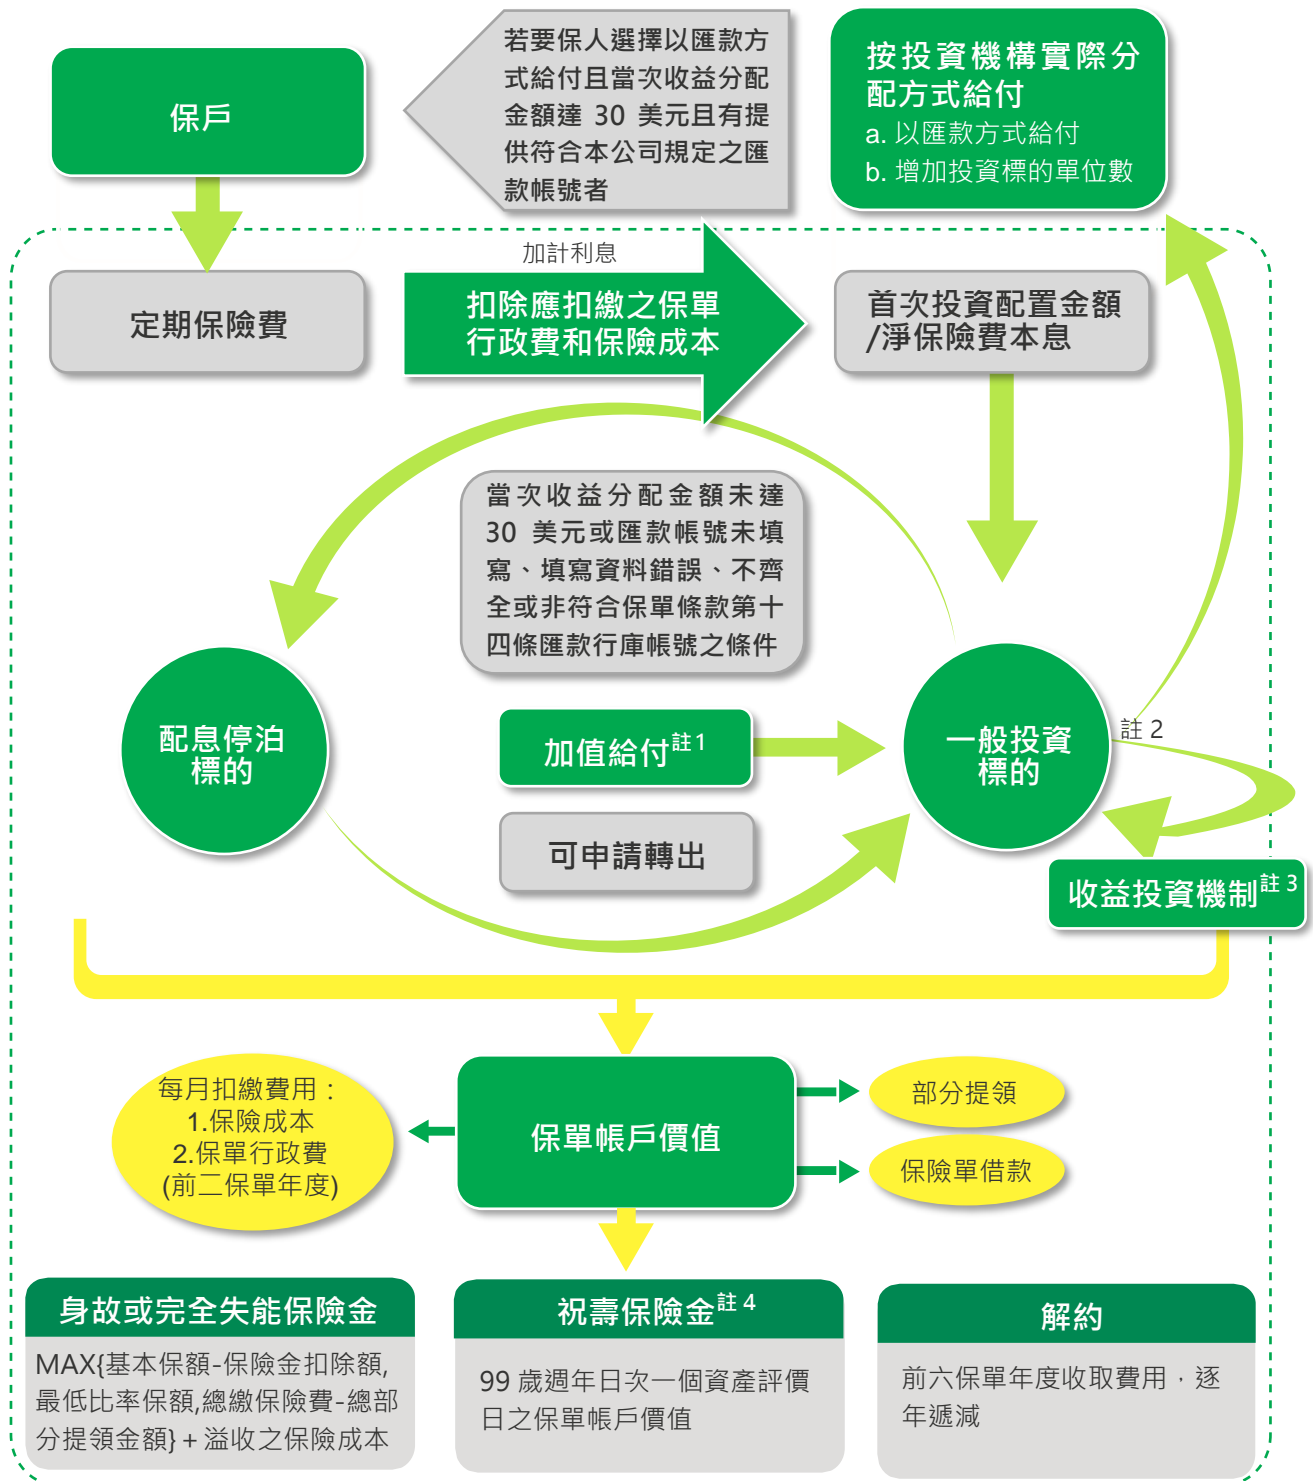 保戶
若要保人選擇以匯款方
式給付且當次收益分配
金額達 30 美元且有提
供符合本公司規定之匯
款帳號者
按投資機構實際分
配方式給付
a. 以匯款方式給付
b. 增加投資標的單位數
定期保險費
加計利息
扣除應扣繳之保單
行政費和保險成本
首次投資配置金額
/淨保險費本息
當次收益分配金額未達
30 美元或匯款帳號未填
寫、填寫資料錯誤、不齊
全或非符合保單條款第十
四條匯款行庫帳號之條件
配息停泊
標的
加值給付註1
可申請轉出
一般投資
標的
註 2
收益投資機制註 3
每月扣繳費用：
1.保險成本
2.保單行政費
(前二保單年度)
保單帳戶價值
部分提領
保險單借款
身故或完全失能保險金
MAX{基本保額-保險金扣除額,
最低比率保額,總繳保險費-總部
分提領金額}+溢收之保險成本
祝壽保險金註 4
99 歲週年日次一個資產評價
日之保單帳戶價值
解約
前六保單年度收取費用，逐
年遞減